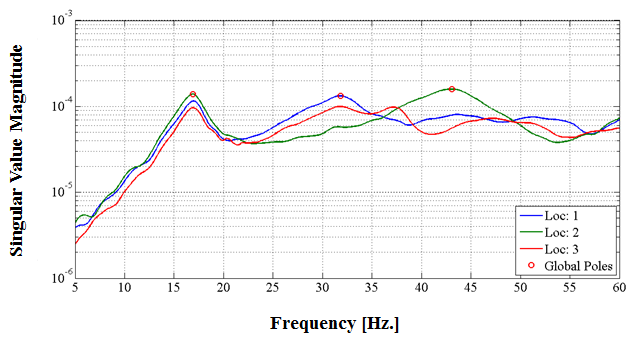 Singular Value Magnitude
10^-3
10^-4
10^-5
10^-6
5 10 15 20 25 30 35 40 45 50 55 60
Loc: 1
Loc: 2
Loc: 3
Global Poles
Frequency [Hz.]